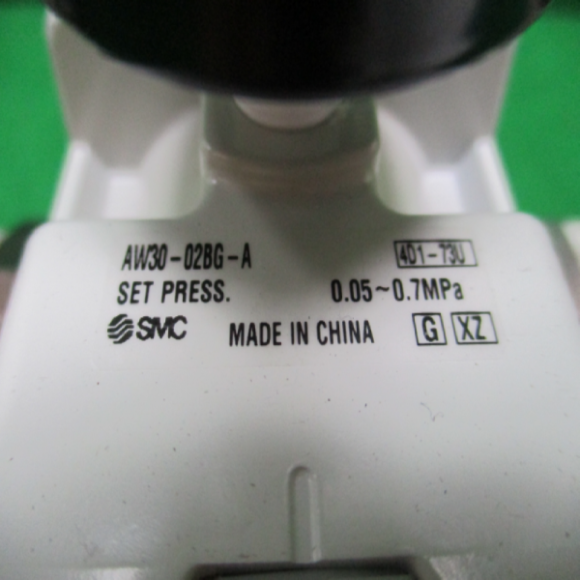 AW30-02BG-A 4D1-73U
SET PRESS. 0.05~0.7MPa
SMC MADE IN CHINA G XZ